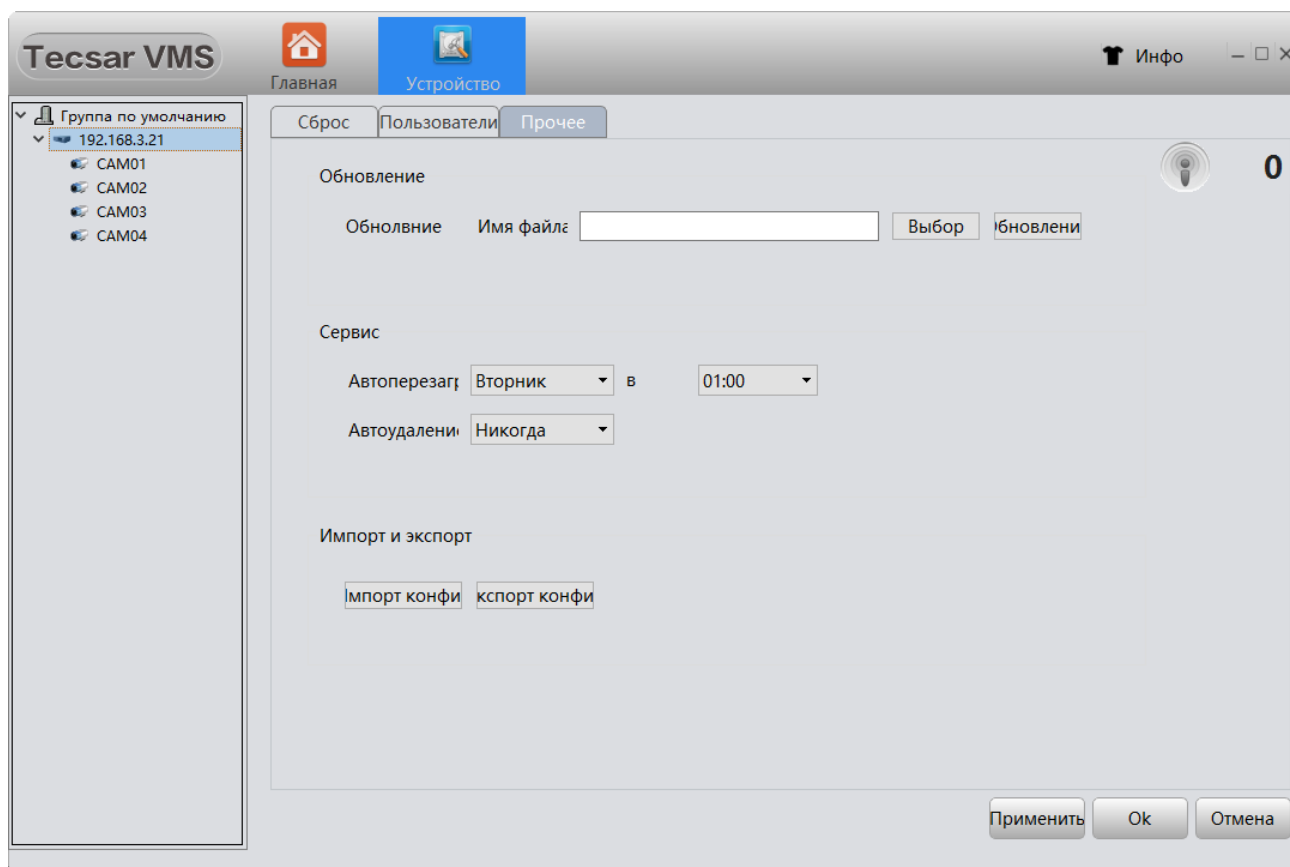 Tecsar VMS
Главная
Устройство
Инфо
Группа по умолчанию
192.168.3.21
CAM01
CAM02
CAM03
CAM04
Сброс Пользователи Прочее
0
Обновление
Обнолвние Имя файла Выбор бновлени
Сервис
Автоперезагр Вторник в 01:00
Автоудалени Никогда
Импорт и экспорт
мпорт конфи кспорт конфи
Применить Ok Отмена